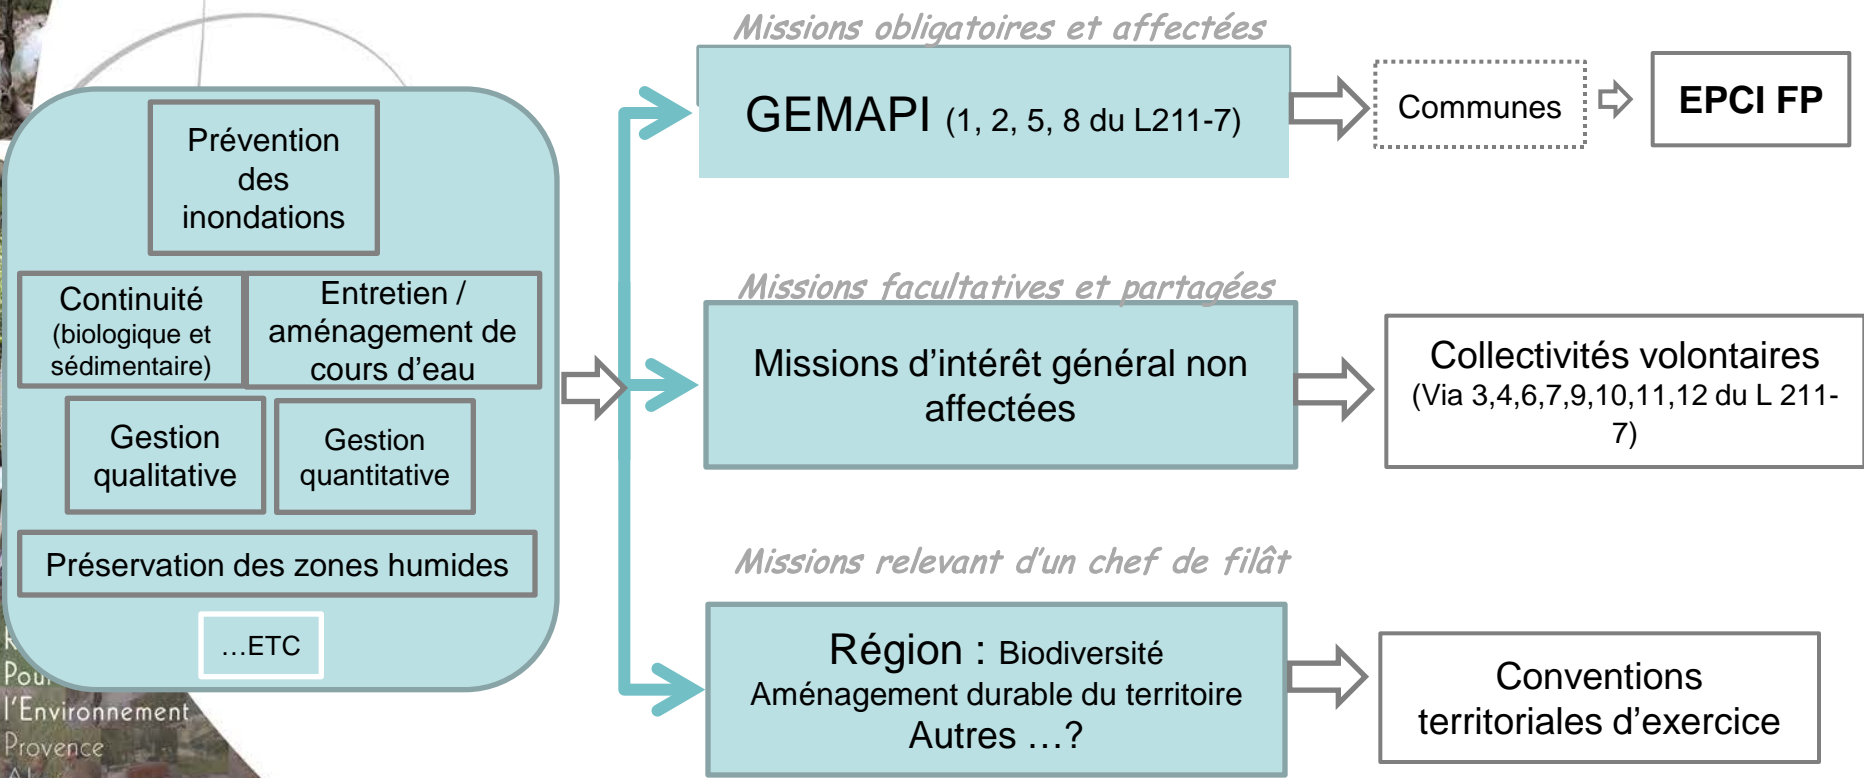 Missions obligatoires et affectées
GEMAPI (1, 2, 5, 8 du L211-7)
Communes
EPCI FP
Prévention
des
inondations
Continuité
(biologique et
sédimentaire)
Entretien /
aménagement de
cours d’eau
Gestion
qualitative
Gestion
quantitative
Préservation des zones humides
…ETC
Missions facultatives et partagées
Missions d’intérêt général non
affectées
Collectivités volontaires
(Via 3,4,6,7,9,10,11,12 du L 211-
7)
Missions relevant d’un chef de filât
Région : Biodiversité
Aménagement durable du territoire
Autres …?
Conventions
territoriales d’exercice
l’Environnement
Provence